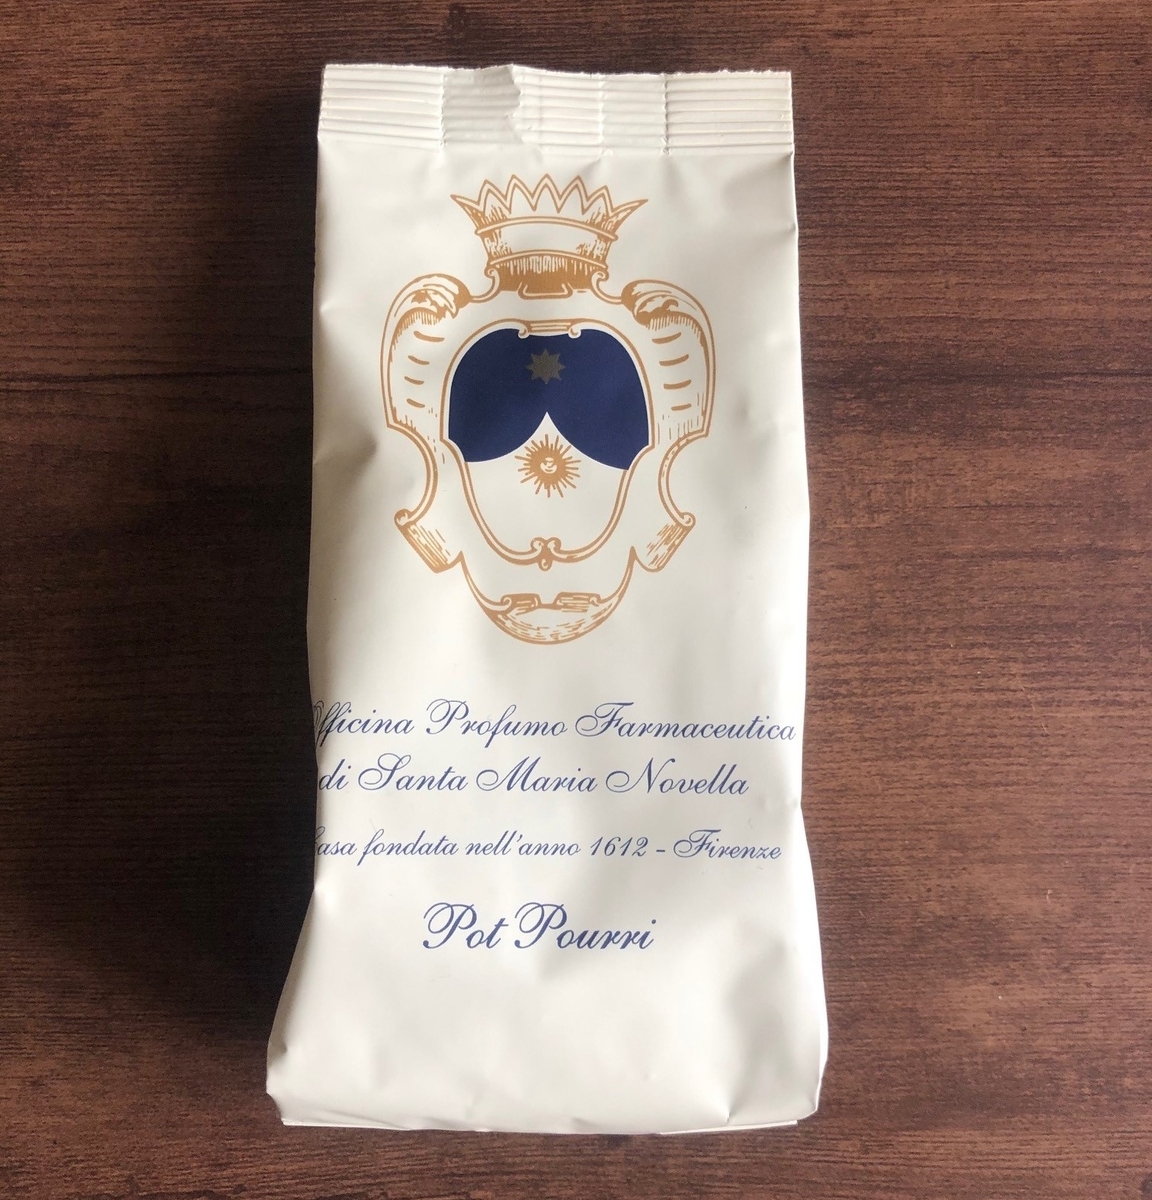 Officina Profumo Farmaceutica
di Santa Maria Novella
Casa fondata nell'anno 1612 - Firenze
Pot Pourri